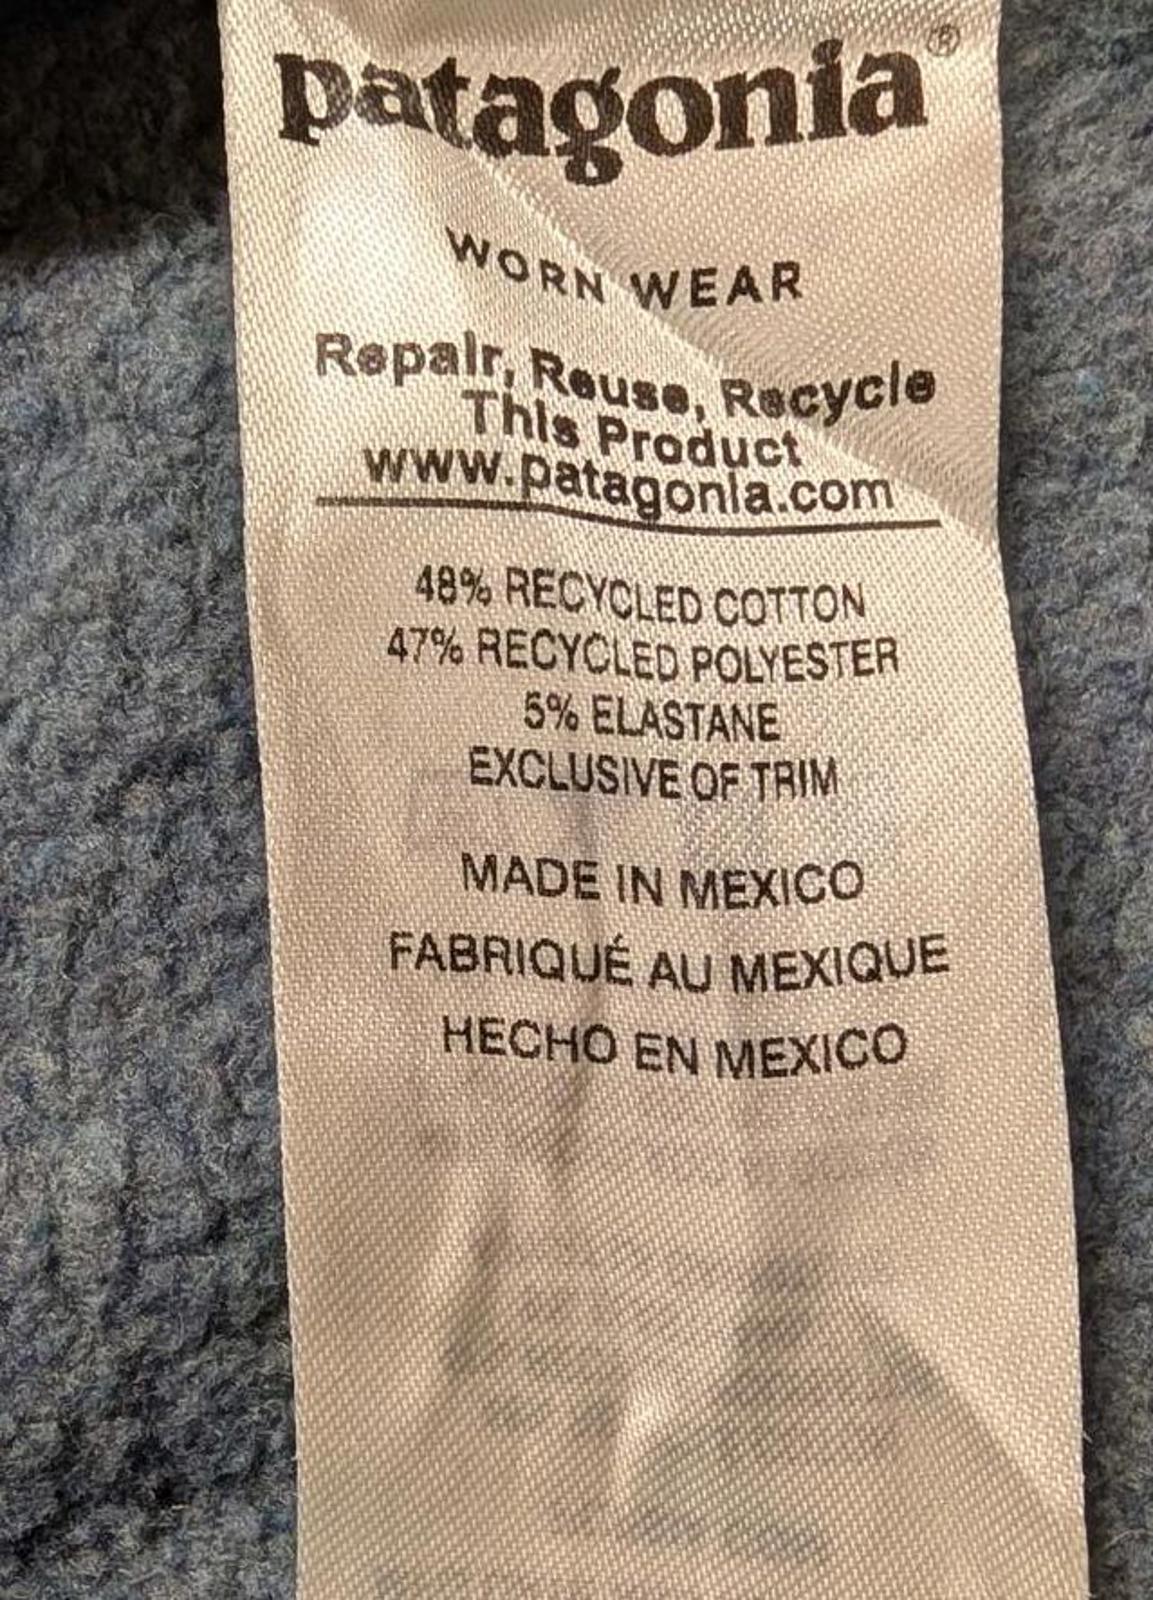 patagonia®
WORN WEAR
Repair, Reuse, Recycle
This Product
www.patagonia.com
48% RECYCLED COTTON
47% RECYCLED POLYESTER
5% ELASTANE
EXCLUSIVE OF TRIM
MADE IN MEXICO
FABRIQUÉ AU MEXIQUE
HECHO EN MEXICO